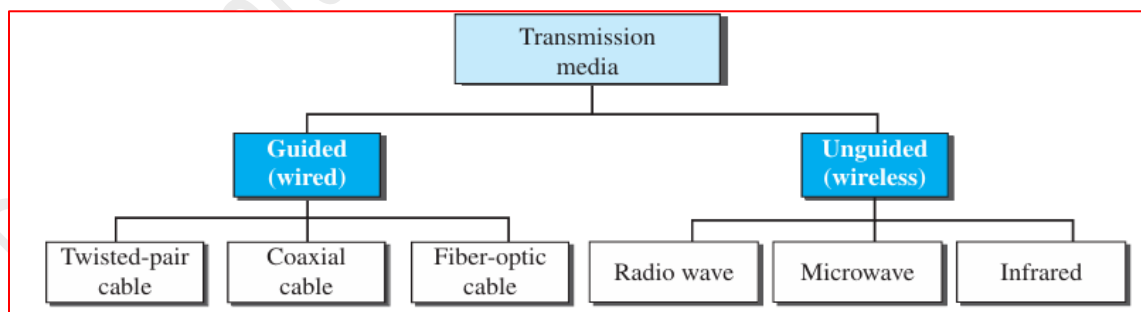 Transmission
media
Guided
(wired)
Unguided
(wireless)
Twisted-pair
cable
Coaxial
cable
Fiber-optic
cable
Radio wave
Microwave
Infrared